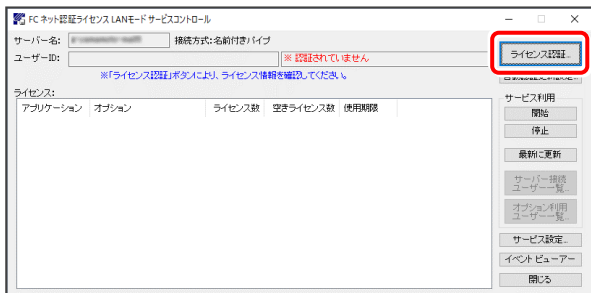 FC ネット認証ライセンス LANモード サービスコントロール
サーバー名:
接続方式:名前付きパイプ
ユーザーID:
※ 認証されていません
ライセンス認証...
※「ライセンス認証」ボタンにより、ライセンス情報を確認してください。
ライセンス:
アプリケーション オプション ライセンス数 空きライセンス数 使用期限
サービス利用
開始
停止
最新に更新
サーバー接続
ユーザー一覧...
オプション利用
ユーザー一覧...
サービス設定...
イベント ビューアー
閉じる